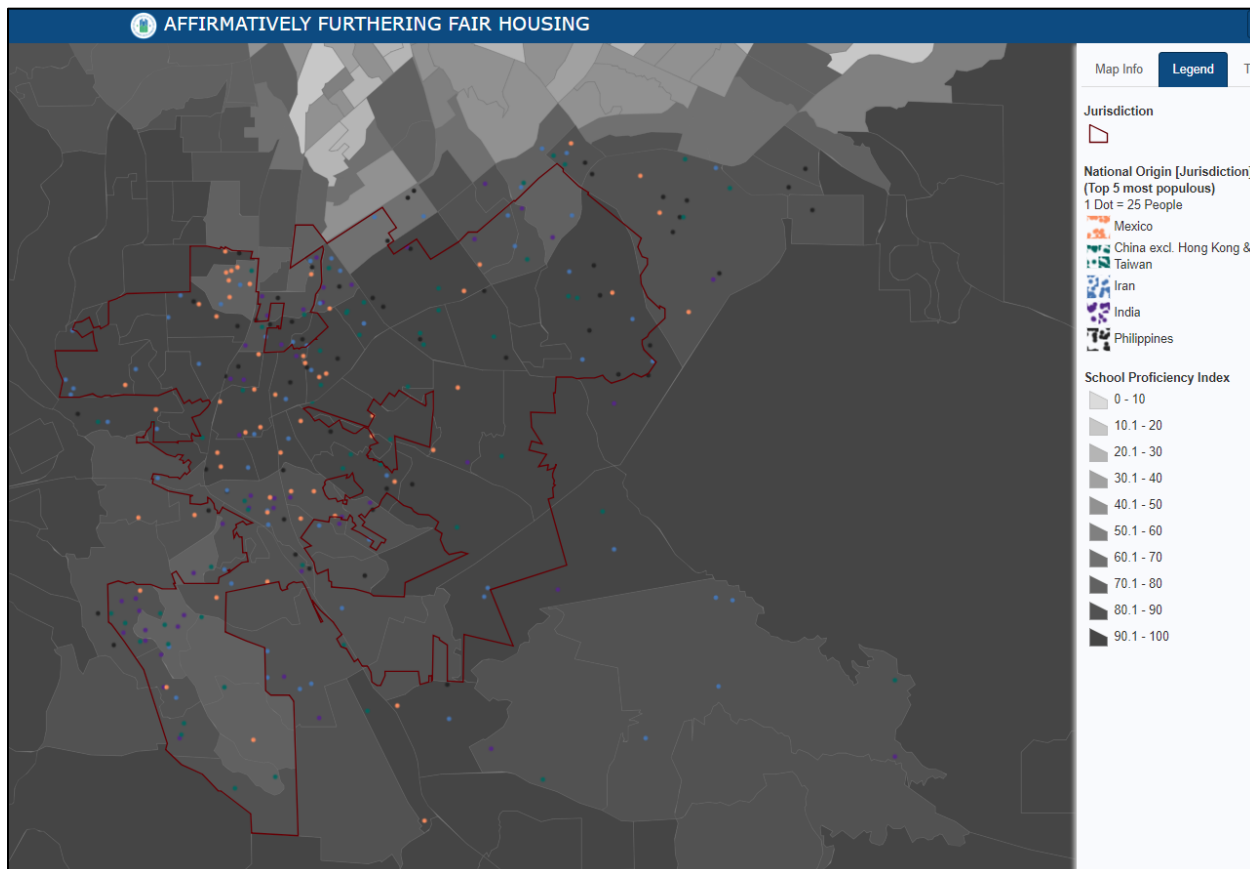 AFFIRMATIVELY FURTHERING FAIR HOUSING
Map Info
Legend
T
Jurisdiction
National Origin [Jurisdiction]
(Top 5 most populous)
1 Dot = 25 People
Mexico
China excl. Hong Kong &
Taiwan
Iran
India
Philippines
School Proficiency Index
0 - 10
10.1 - 20
20.1 - 30
30.1 - 40
40.1 - 50
50.1 - 60
60.1 - 70
70.1 - 80
80.1 - 90
90.1 - 100